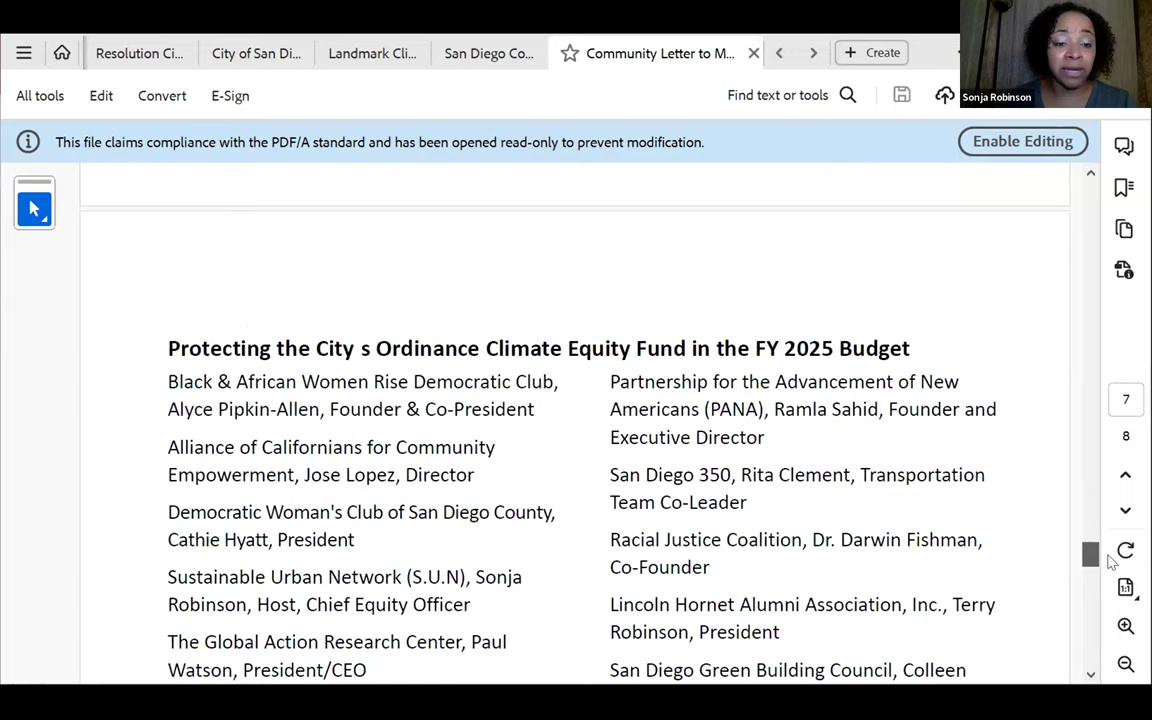 Resolution Ci...
City of San Di...
Landmark Cli...
San Diego Co...
Community Letter to M...
Create
All tools
Edit
Convert
E-Sign
Find text or tools
Sonja Robinson
This file claims compliance with the PDF/A standard and has been opened read-only to prevent modification.
Enable Editing
Protecting the City s Ordinance Climate Equity Fund in the FY 2025 Budget
Black & African Women Rise Democratic Club,
Alyce Pipkin-Allen, Founder & Co-President
Alliance of Californians for Community
Empowerment, Jose Lopez, Director
Democratic Woman's Club of San Diego County,
Cathie Hyatt, President
Sustainable Urban Network (S.U.N), Sonja
Robinson, Host, Chief Equity Officer
The Global Action Research Center, Paul
Watson, President/CEO
Partnership for the Advancement of New
Americans (PANA), Ramla Sahid, Founder and
Executive Director
San Diego 350, Rita Clement, Transportation
Team Co-Leader
Racial Justice Coalition, Dr. Darwin Fishman,
Co-Founder
Lincoln Hornet Alumni Association, Inc., Terry
Robinson, President
San Diego Green Building Council, Colleen
7
8
1:1